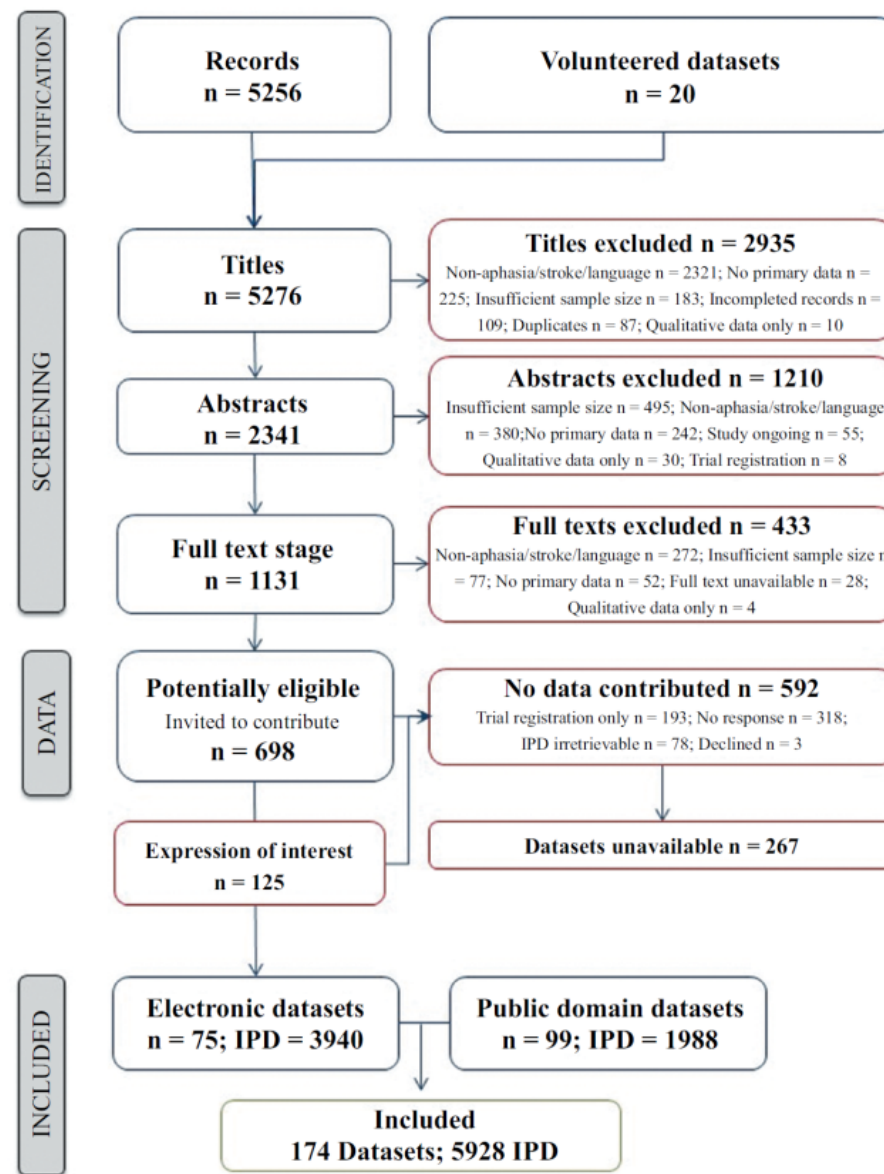 IDENTIFICATION
Records
n = 5256
Volunteered datasets
n = 20
SCREENING
Titles
n = 5276
Titles excluded n = 2935
Non-aphasia/stroke/language n = 2321; No primary data n =
225; Insufficient sample size n = 183; Incompleted records n =
109; Duplicates n = 87; Qualitative data only n = 10
Abstracts
n = 2341
Abstracts excluded n = 1210
Insufficient sample size n = 495; Non-aphasia/stroke/language
n = 380;No primary data n = 242; Study ongoing n = 55;
Qualitative data only n = 30; Trial registration n = 8
Full text stage
n = 1131
Full texts excluded n = 433
Non-aphasia/stroke/language n = 272; Insufficient sample size n
= 77; No primary data n = 52; Full text unavailable n = 28;
Qualitative data only n = 4
DATA
Potentially eligible
Invited to contribute
n = 698
No data contributed n = 592
Trial registration only n = 193; No response n = 318;
IPD irretrievable n = 78; Declined n = 3
Expression of interest
n = 125
Datasets unavailable n = 267
INCLUDED
Electronic datasets
n = 75; IPD = 3940
Public domain datasets
n = 99; IPD = 1988
Included
174 Datasets; 5928 IPD